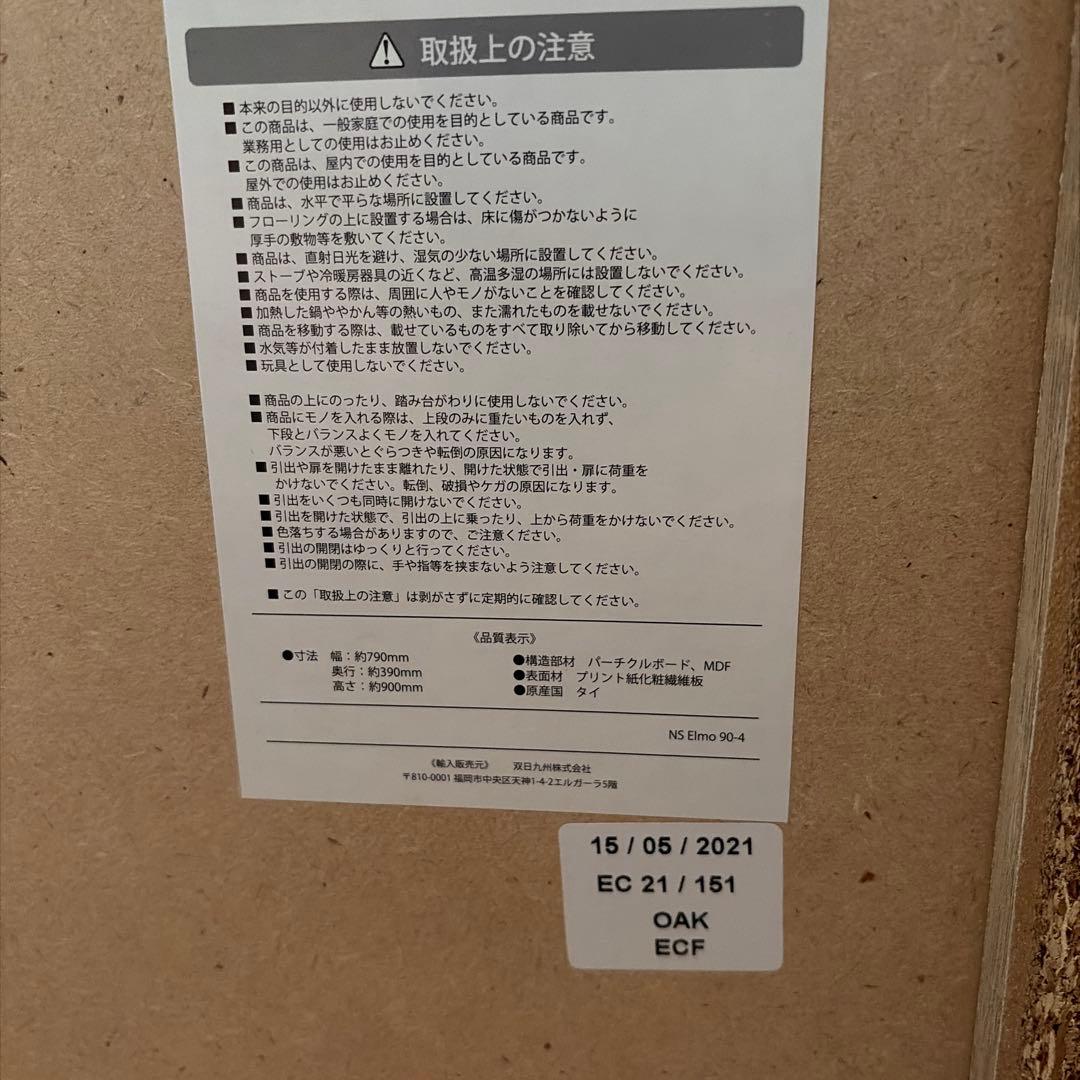 ⚠ 取扱上の注意
■ 本来の目的以外に使用しないでください。
■ この商品は、一般家庭での使用を目的としている商品です。
業務用としての使用はお止めください。
■ この商品は、屋内での使用を目的としている商品です。
屋外での使用はお止めください。
■ 商品は、水平で平らな場所に設置してください。
■ フローリングの上に設置する場合は、床に傷がつかないように
厚手の敷物等を敷いてください。
■ 商品は、直射日光を避け、湿気の少ない場所に設置してください。
■ ストーブや冷暖房器具の近くなど、高温多湿の場所には設置しないでください。
■ 商品を使用する際は、周囲に人やモノがないことを確認してください。
■ 加熱した鍋ややかん等の熱いもの、また濡れたものを載せないでください。
■ 商品を移動する際は、載せているものをすべて取り除いてから移動してください。
■ 水気等が付着したまま放置しないでください。
■ 玩具として使用しないでください。
■ 商品の上にのったり、踏み台がわりに使用しないでください。
■ 商品にモノを入れる際は、上段のみに重たいものを入れず、
下段とバランスよくモノを入れてください。
バランスが悪いとぐらつきや転倒の原因になります。
■ 引出や扉を開けたまま離れたり、開けた状態で引出・扉に荷重を
かけないでください。転倒、破損やケガの原因になります。
■ 引出をいくつも同時に開けないでください。
■ 引出を開けた状態で、引出の上に乗ったり、上から荷重をかけないでください。
■ 色落ちする場合がありますので、ご注意ください。
■ 引出の開閉はゆっくりと行ってください。
■ 引出の開閉の際に、手や指等を挟まないよう注意してください。
■ この「取扱上の注意」は剥がさずに定期的に確認してください。
《品質表示》
●寸法 幅：約790mm
奥行：約390mm
高さ：約900mm
●構造部材 パーチクルボード、MDF
●表面材 プリント紙化粧繊維板
●原産国 タイ
NS Elmo 90-4
《輸入販売元》 双日九州株式会社
〒810-0001 福岡市中央区天神1-4-2エルガーラ5階
15 / 05 / 2021
EC 21 / 151
OAK
ECF